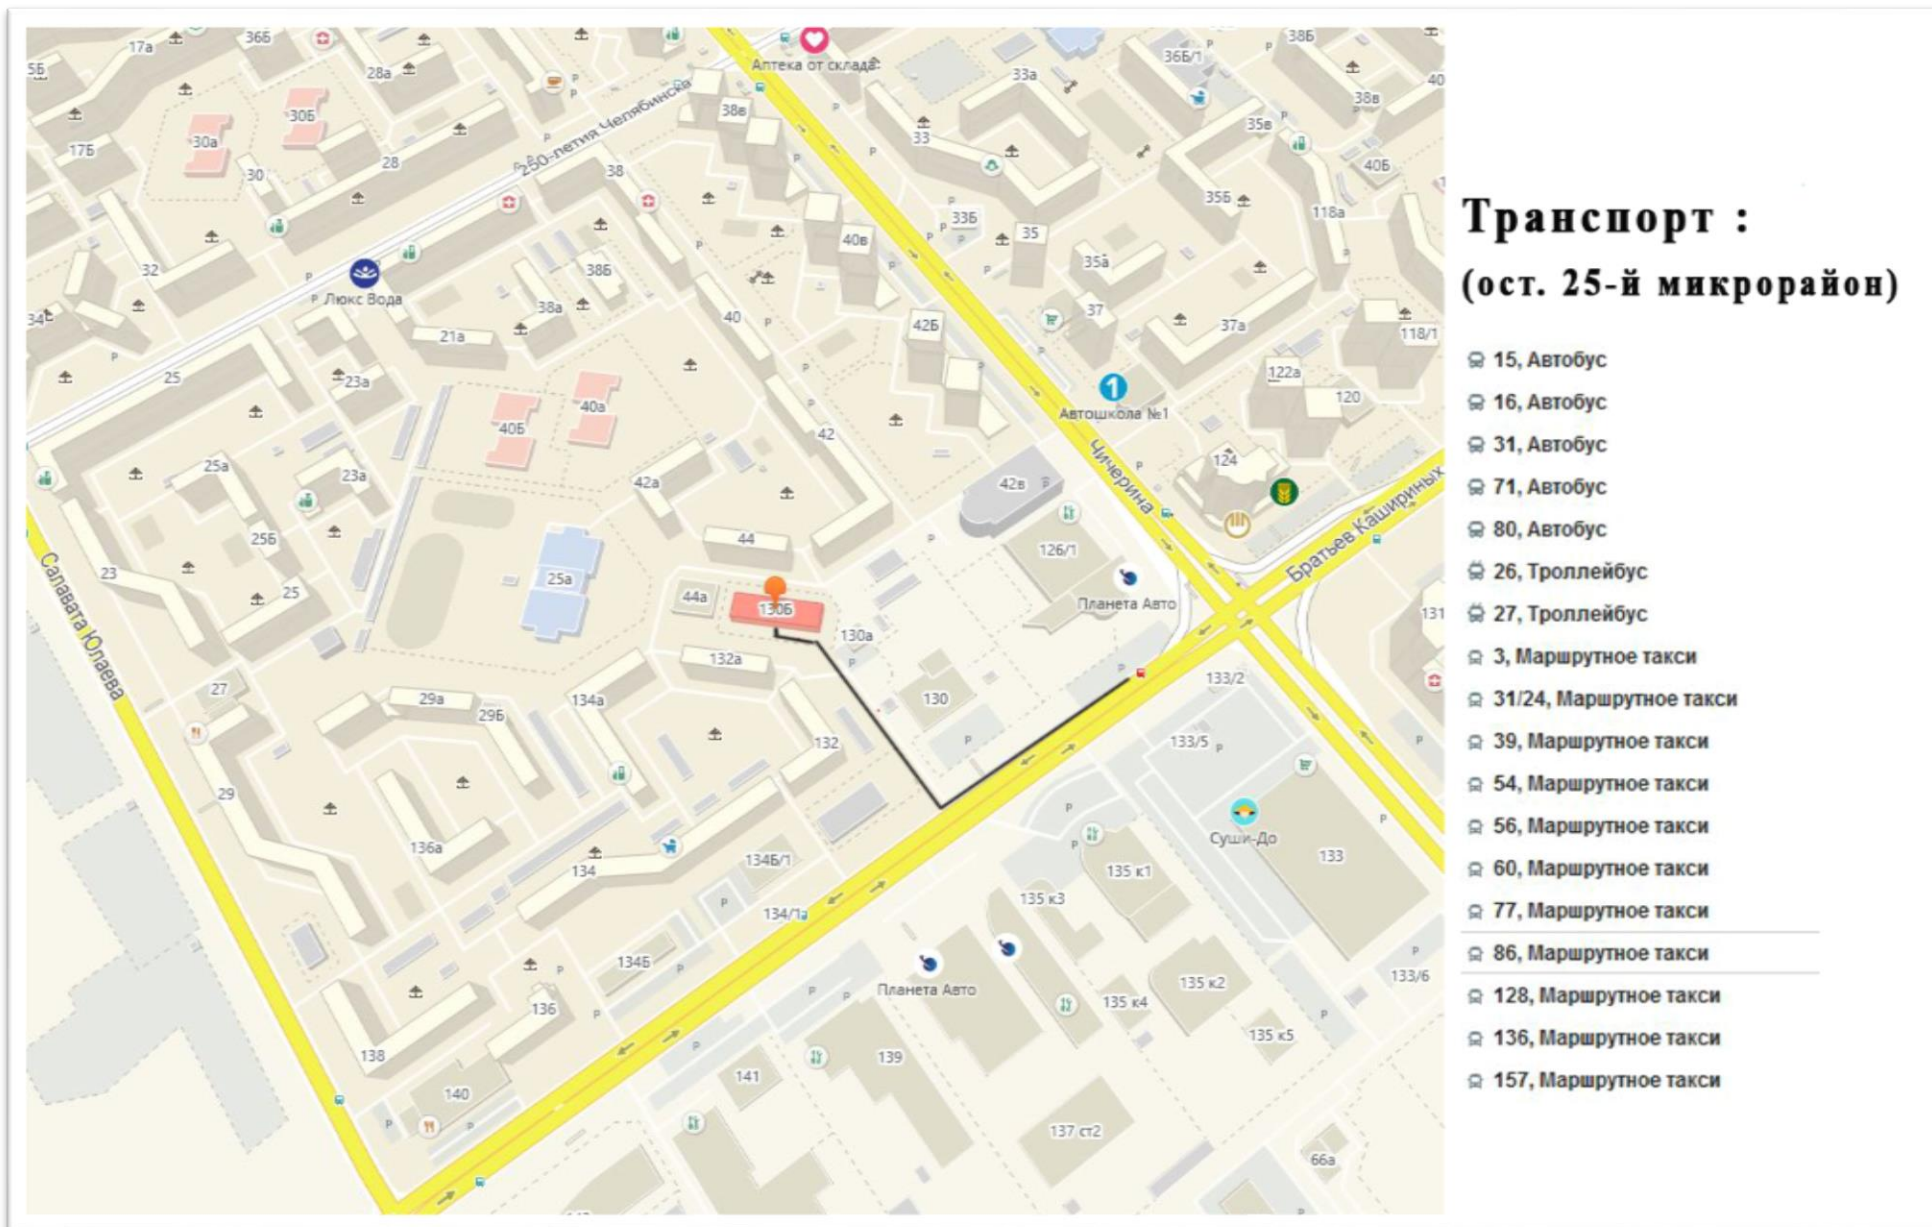 17а
36Б
28а
5Б
Аптека от склада
33а
36Б/1
38Б
40
38в
38в
30Б
30а
17Б
28
30
250-летия Челябинска
38
33
35в
40Б
35Б
118а
33Б
35
40в
35а
32
Люкс Вода
38Б
38а
34
21а
40
42Б
37
37а
118/1
25
23а
40а
40Б
122а
120
Автошкола №1
42
Чичерина
124
25а
23а
42а
42в
Братьев Кашириных
25Б
44
126/1
23
25
25а
44а
130Б
Планета Авто
131
Салавата Юлаева
130а
132а
27
29а
29Б
134а
130
133/2
132
133/5
29
Суши-До
136а
134
134Б/1
135 к1
133
135 к3
134/1
134Б
Планета Авто
135 к4
135 к2
133/6
136
138
139
135 к5
141
140
137 ст2
66а
Транспорт :
(ост. 25-й микрорайон)
15, Автобус
16, Автобус
31, Автобус
71, Автобус
80, Автобус
26, Троллейбус
27, Троллейбус
3, Маршрутное такси
31/24, Маршрутное такси
39, Маршрутное такси
54, Маршрутное такси
56, Маршрутное такси
60, Маршрутное такси
77, Маршрутное такси
86, Маршрутное такси
128, Маршрутное такси
136, Маршрутное такси
157, Маршрутное такси